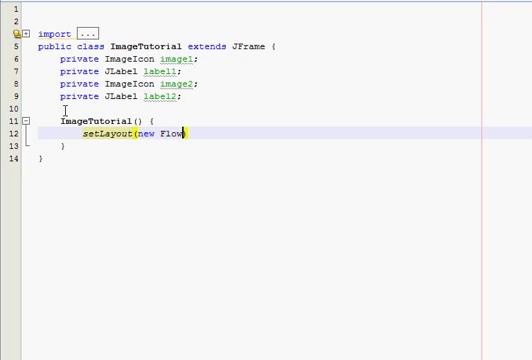 1
2
import ...
5 public class ImageTutorial extends JFrame {
6 private ImageIcon image1;
7 private JLabel label1;
8 private ImageIcon image2;
9 private JLabel label2;
10
11 ImageTutorial() {
12 setLayout(new Flow)
13 }
14 }